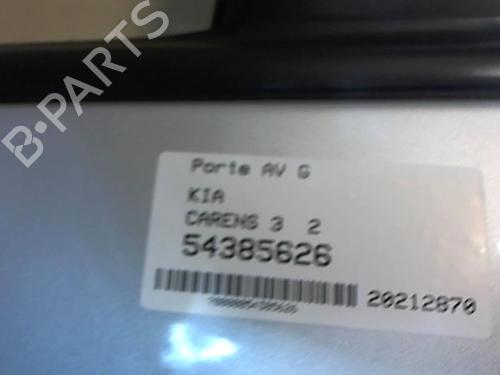 B-PARTS
Porte AV G
KIA
CARENS 3 2
54385626
20212870